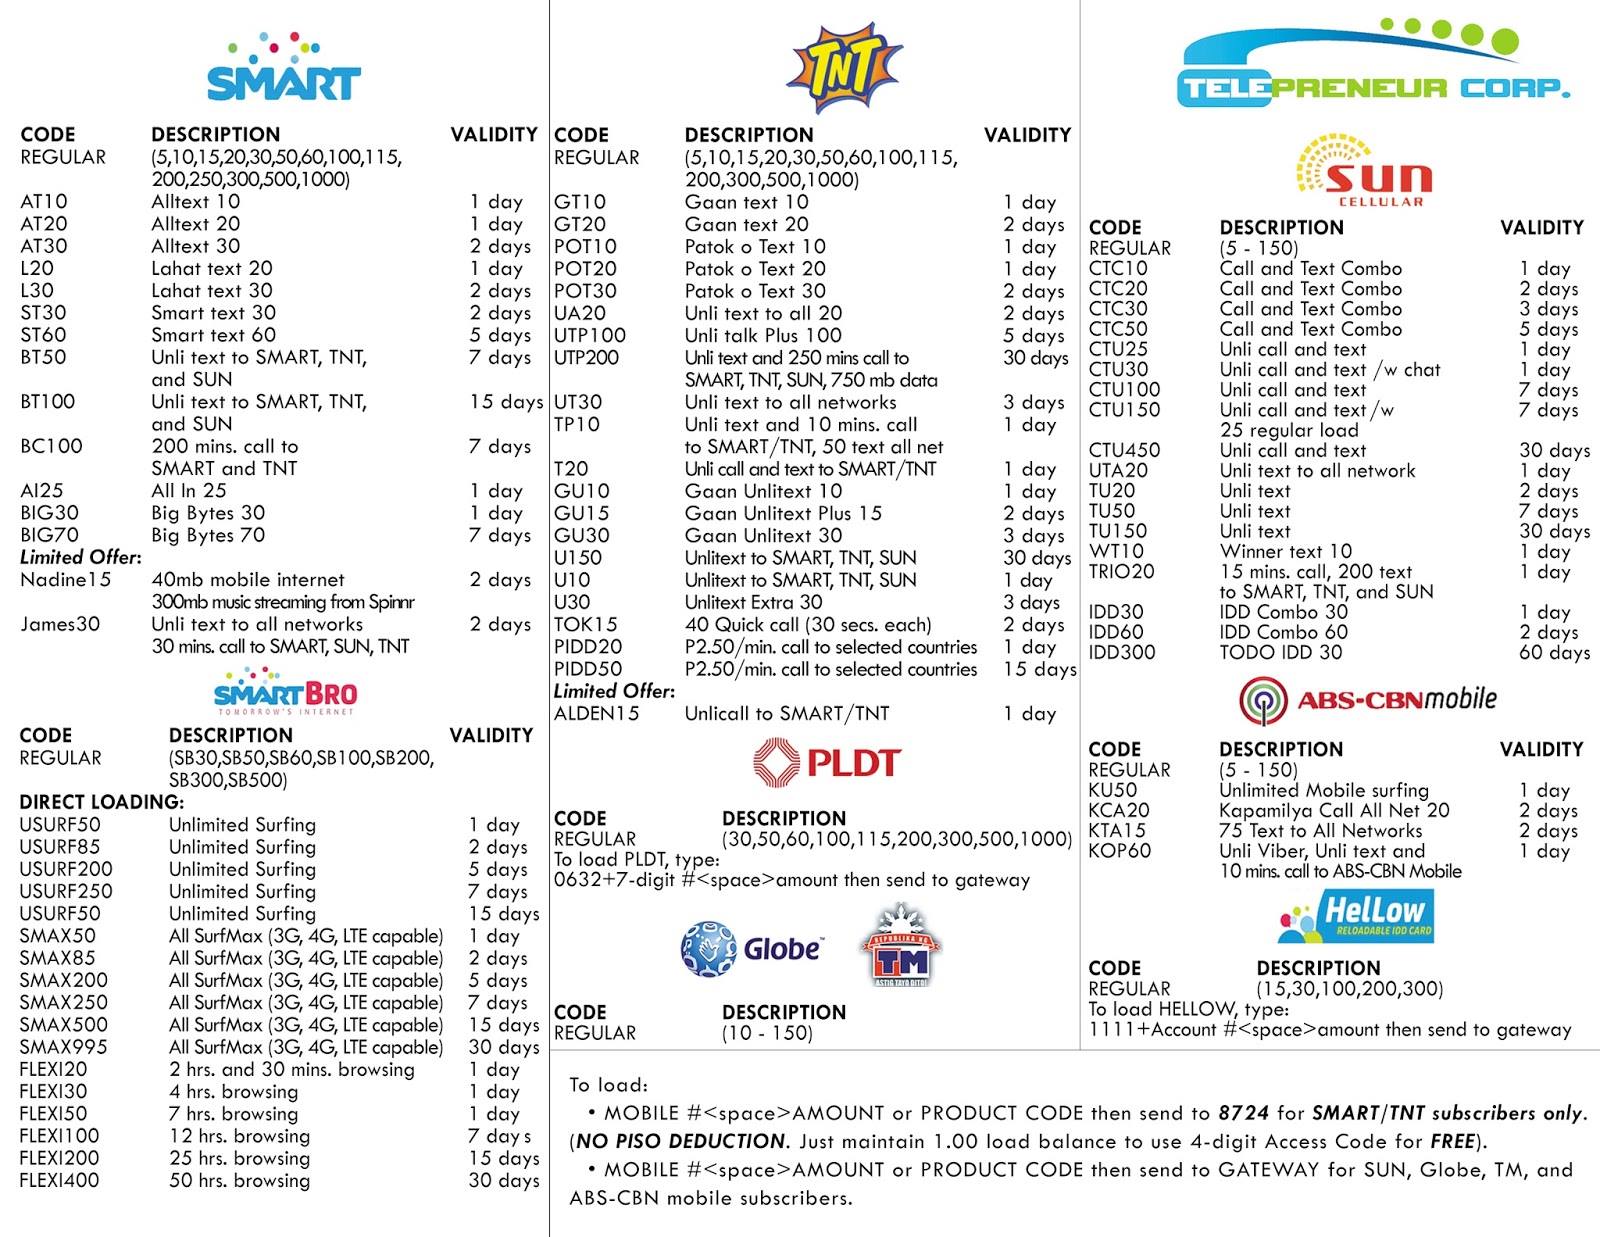 SMART
CODE DESCRIPTION VALIDITY
REGULAR (5,10,15,20,30,50,60,100,115,
200,250,300,500,1000)
AT10 Alltext 10 1 day
AT20 Alltext 20 1 day
AT30 Alltext 30 2 days
L20 Lahat text 20 1 day
L30 Lahat text 30 2 days
ST30 Smart text 30 2 days
ST60 Smart text 60 5 days
BT50 Unli text to SMART, TNT, 7 days
and SUN
BT100 Unli text to SMART, TNT, 15 days
and SUN
BC100 200 mins. call to 7 days
SMART and TNT
AI25 All In 25 1 day
BIG30 Big Bytes 30 1 day
BIG70 Big Bytes 70 7 days
Limited Offer:
Nadine15 40mb mobile internet 2 days
300mb music streaming from Spinnr
James30 Unli text to all networks 2 days
30 mins. call to SMART, SUN, TNT
SMARTBRO
TOMORROW'S INTERNET
CODE DESCRIPTION VALIDITY
REGULAR (SB30,SB50,SB60,SB100,SB200,
SB300,SB500)
DIRECT LOADING:
USURF50 Unlimited Surfing 1 day
USURF85 Unlimited Surfing 2 days
USURF200 Unlimited Surfing 5 days
USURF250 Unlimited Surfing 7 days
USURF50 Unlimited Surfing 15 days
SMAX50 All SurfMax (3G, 4G, LTE capable) 1 day
SMAX85 All SurfMax (3G, 4G, LTE capable) 2 days
SMAX200 All SurfMax (3G, 4G, LTE capable) 5 days
SMAX250 All SurfMax (3G, 4G, LTE capable) 7 days
SMAX500 All SurfMax (3G, 4G, LTE capable) 15 days
SMAX995 All SurfMax (3G, 4G, LTE capable) 30 days
FLEXI20 2 hrs. and 30 mins. browsing 1 day
FLEXI30 4 hrs. browsing 1 day
FLEXI50 7 hrs. browsing 1 day
FLEXI100 12 hrs. browsing 7 days
FLEXI200 25 hrs. browsing 15 days
FLEXI400 50 hrs. browsing 30 days
TNT
CODE DESCRIPTION VALIDITY
REGULAR (5,10,15,20,30,50,60,100,115,
200,300,500,1000)
GT10 Gaan text 10 1 day
GT20 Gaan text 20 2 days
POT10 Patok o Text 10 1 day
POT20 Patok o Text 20 1 day
POT30 Patok o Text 30 2 days
UA20 Unli text to all 20 2 days
UTP100 Unli talk Plus 100 5 days
UTP200 Unli text and 250 mins call to 30 days
SMART, TNT, SUN, 750 mb data
UT30 Unli text to all networks 3 days
TP10 Unli text and 10 mins. call 1 day
to SMART/TNT, 50 text all net
T20 Unli call and text to SMART/TNT 1 day
GU10 Gaan Unlitext 10 1 day
GU15 Gaan Unlitext Plus 15 2 days
GU30 Gaan Unlitext 30 3 days
U150 Unlitext to SMART, TNT, SUN 30 days
U10 Unlitext to SMART, TNT, SUN 1 day
U30 Unlitext Extra 30 3 days
TOK15 40 Quick call (30 secs. each) 2 days
PIDD20 P2.50/min. call to selected countries 1 day
PIDD50 P2.50/min. call to selected countries 15 days
Limited Offer:
ALDEN15 Unlicall to SMART/TNT 1 day
PLDT
CODE DESCRIPTION
REGULAR (30,50,60,100,115,200,300,500,1000)
To load PLDT, type:
0632+7-digit #<space>amount then send to gateway
Globe
REPUBLIKA NG
TM
ASTIG TAYO DITO!
CODE DESCRIPTION
REGULAR (10 - 150)
TELEPRENEUR CORP.
sun
CELLULAR
CODE DESCRIPTION VALIDITY
REGULAR (5 - 150)
CTC10 Call and Text Combo 1 day
CTC20 Call and Text Combo 2 days
CTC30 Call and Text Combo 3 days
CTC50 Call and Text Combo 5 days
CTU25 Unli call and text 1 day
CTU30 Unli call and text /w chat 1 day
CTU100 Unli call and text 7 days
CTU150 Unli call and text /w 7 days
25 regular load
CTU450 Unli call and text 30 days
UTA20 Unli text to all network 1 day
TU20 Unli text 2 days
TU50 Unli text 7 days
TU150 Unli text 30 days
WT10 Winner text 10 1 day
TRIO20 15 mins. call, 200 text 1 day
to SMART, TNT, and SUN
IDD30 IDD Combo 30 1 day
IDD60 IDD Combo 60 2 days
IDD300 TODO IDD 30 60 days
ABS-CBNmobile
CODE DESCRIPTION VALIDITY
REGULAR (5 - 150)
KU50 Unlimited Mobile surfing 1 day
KCA20 Kapamilya Call All Net 20 2 days
KTA15 75 Text to All Networks 2 days
KOP60 Unli Viber, Unli text and 1 day
10 mins. call to ABS-CBN Mobile
HelLow
RELOADABLE IDD CARD
CODE DESCRIPTION
REGULAR (15,30,100,200,300)
To load HELLOW, type:
1111+Account #<space>amount then send to gateway
To load:
• MOBILE #<space>AMOUNT or PRODUCT CODE then send to 8724 for SMART/TNT subscribers only.
(NO PISO DEDUCTION. Just maintain 1.00 load balance to use 4-digit Access Code for FREE).
• MOBILE #<space>AMOUNT or PRODUCT CODE then send to GATEWAY for SUN, Globe, TM, and
ABS-CBN mobile subscribers.